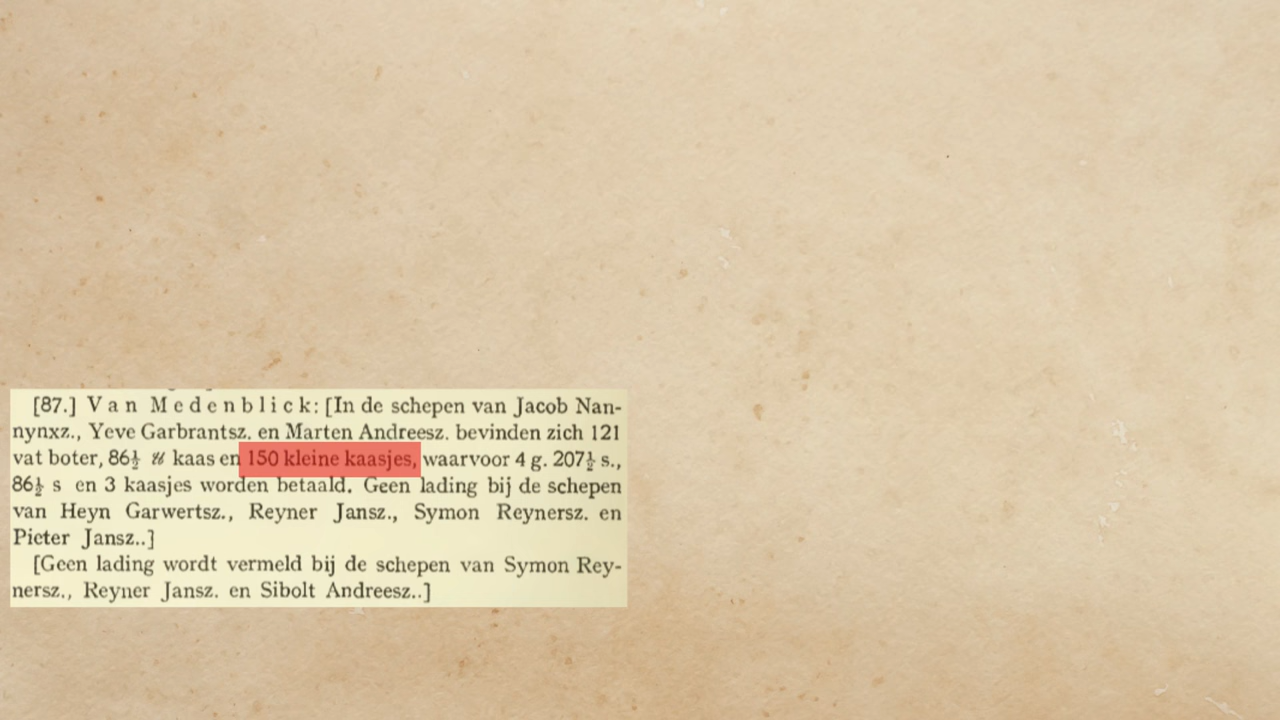 [87.] Van Medenblick: [In de schepen van Jacob Nan-
nynxz., Yeve Garbrantsz. en Marten Andreesz. bevinden zich 121
vat boter, 86½ ℔ kaas en 150 kleine kaasjes, waarvoor 4 g. 207½ s.,
86½ s en 3 kaasjes worden betaald. Geen lading bij de schepen
van Heyn Garwertsz., Reyner Jansz., Symon Reynersz. en
Pieter Jansz..]
[Geen lading wordt vermeld bij de schepen van Symon Rey-
nersz., Reyner Jansz. en Sibolt Andreesz..]